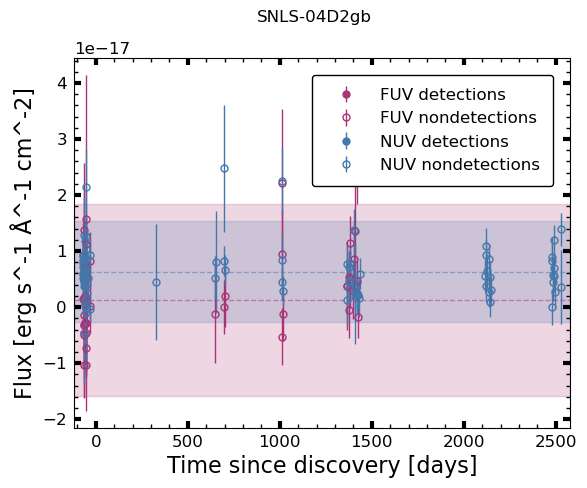 SNLS-04D2gb
1e−17
FUV detections
FUV nondetections
NUV detections
NUV nondetections
4
3
2
1
0
−1
−2
Flux [erg s^-1 Å^-1 cm^-2]
0 500 1000 1500 2000 2500
Time since discovery [days]